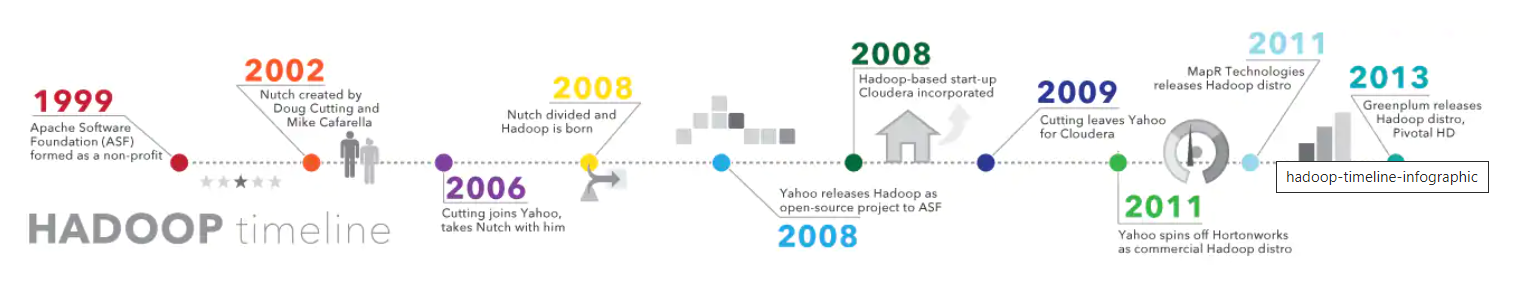 1999
Apache Software
Foundation (ASF)
formed as a non-profit
2002
Nutch created by
Doug Cutting and
Mike Cafarella
2006
Cutting joins Yahoo,
takes Nutch with him
2008
Nutch divided and
Hadoop is born
Yahoo releases Hadoop as
open-source project to ASF
2008
2008
Hadoop-based start-up
Cloudera incorporated
2009
Cutting leaves Yahoo
for Cloudera
2011
Yahoo spins off Hortonworks
as commercial Hadoop distro
2011
MapR Technologies
releases Hadoop distro
2013
Greenplum releases
Hadoop distro,
Pivotal HD
hadoop-timeline-infographic
HADOOP timeline